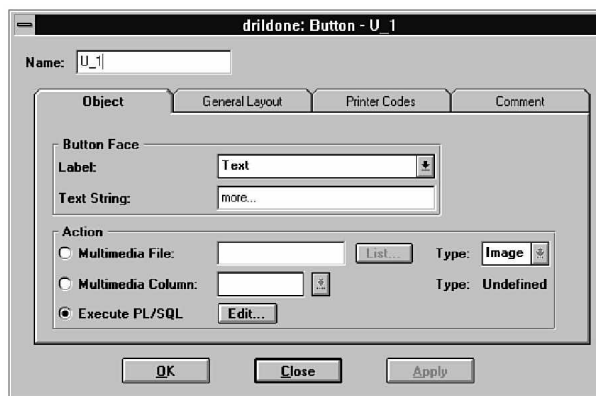 drildone: Button - U_1
Name: U_1
Object General Layout Printer Codes Comment
Button Face
Label: Text
Text String: more...
Action
Multimedia File: List... Type: Image
Multimedia Column: Type: Undefined
Execute PL/SQL Edit...
OK Close Apply